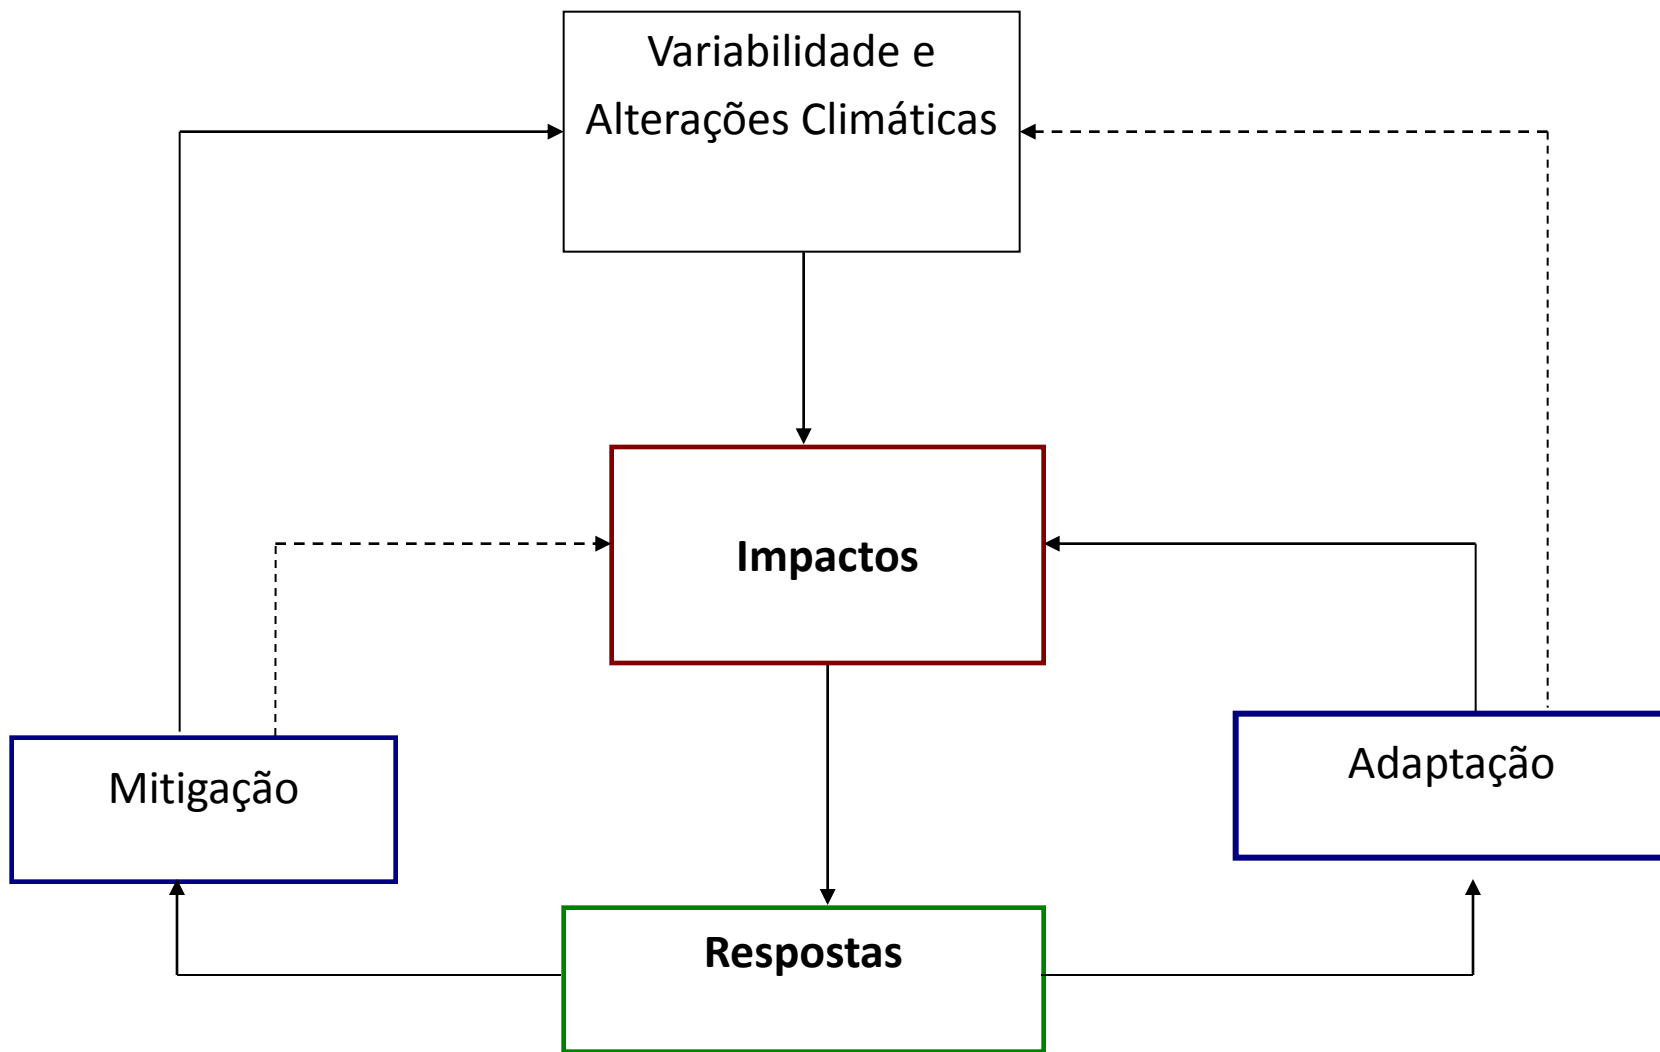 Variabilidade e
Alterações Climáticas
Impactos
Mitigação
Adaptação
Respostas